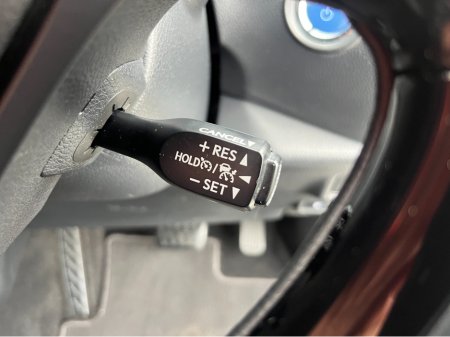 CANCEL
+ RES ▲
HOLD / ◀
− SET ▼